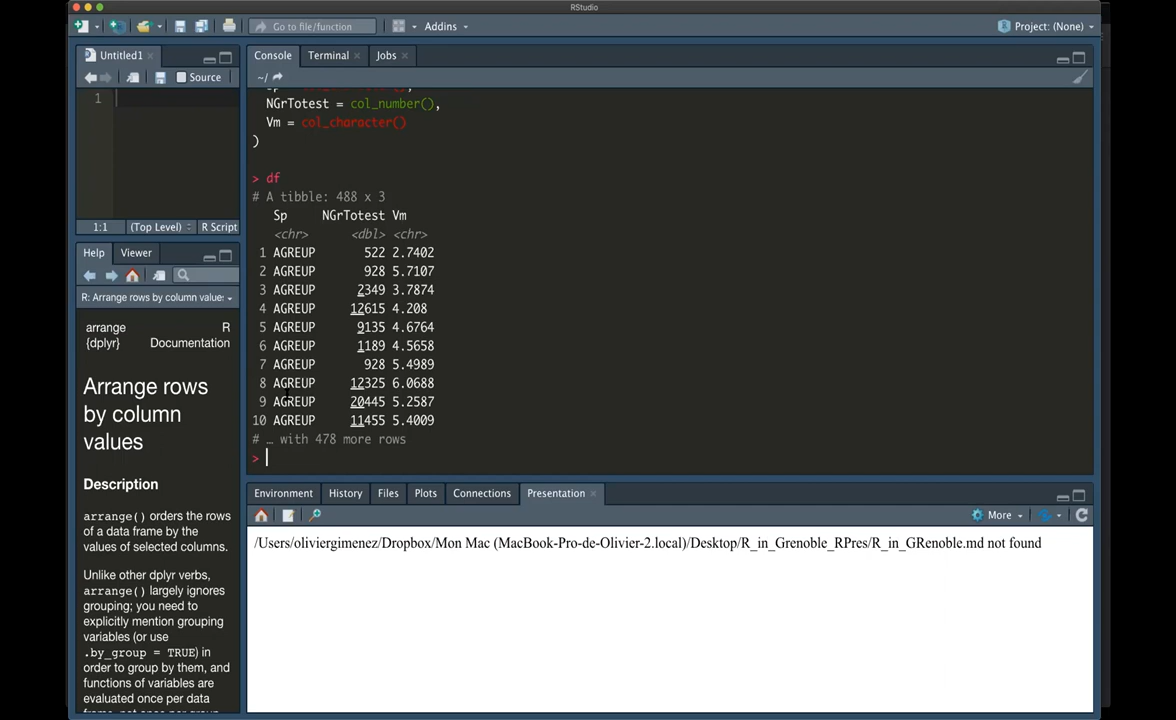 RStudio
Go to file/function
Addins
Project: (None)
Untitled1
Source
1
1:1 (Top Level) R Script
Help Viewer
R: Arrange rows by column value
arrange R
{dplyr} Documentation
Arrange rows
by column
values
Description
arrange() orders the rows
of a data frame by the
values of selected columns.
Unlike other dplyr verbs,
arrange() largely ignores
grouping; you need to
explicitly mention grouping
variables (or use
.by_group = TRUE) in
order to group by them, and
functions of variables are
evaluated once per data
Console Terminal Jobs
~/
NGrTotest = col_number(),
Vm = col_character()
)
> df
# A tibble: 488 x 3
Sp NGrTotest Vm
<chr> <dbl> <chr>
1 AGREUP 522 2.7402
2 AGREUP 928 5.7107
3 AGREUP 2349 3.7874
4 AGREUP 12615 4.208
5 AGREUP 9135 4.6764
6 AGREUP 1189 4.5658
7 AGREUP 928 5.4989
8 AGREUP 12325 6.0688
9 AGREUP 20445 5.2587
10 AGREUP 11455 5.4009
# … with 478 more rows
>
Environment History Files Plots Connections Presentation
More
/Users/oliviergimenez/Dropbox/Mon Mac (MacBook-Pro-de-Olivier-2.local)/Desktop/R_in_Grenoble_RPres/R_in_GRenoble.md not found